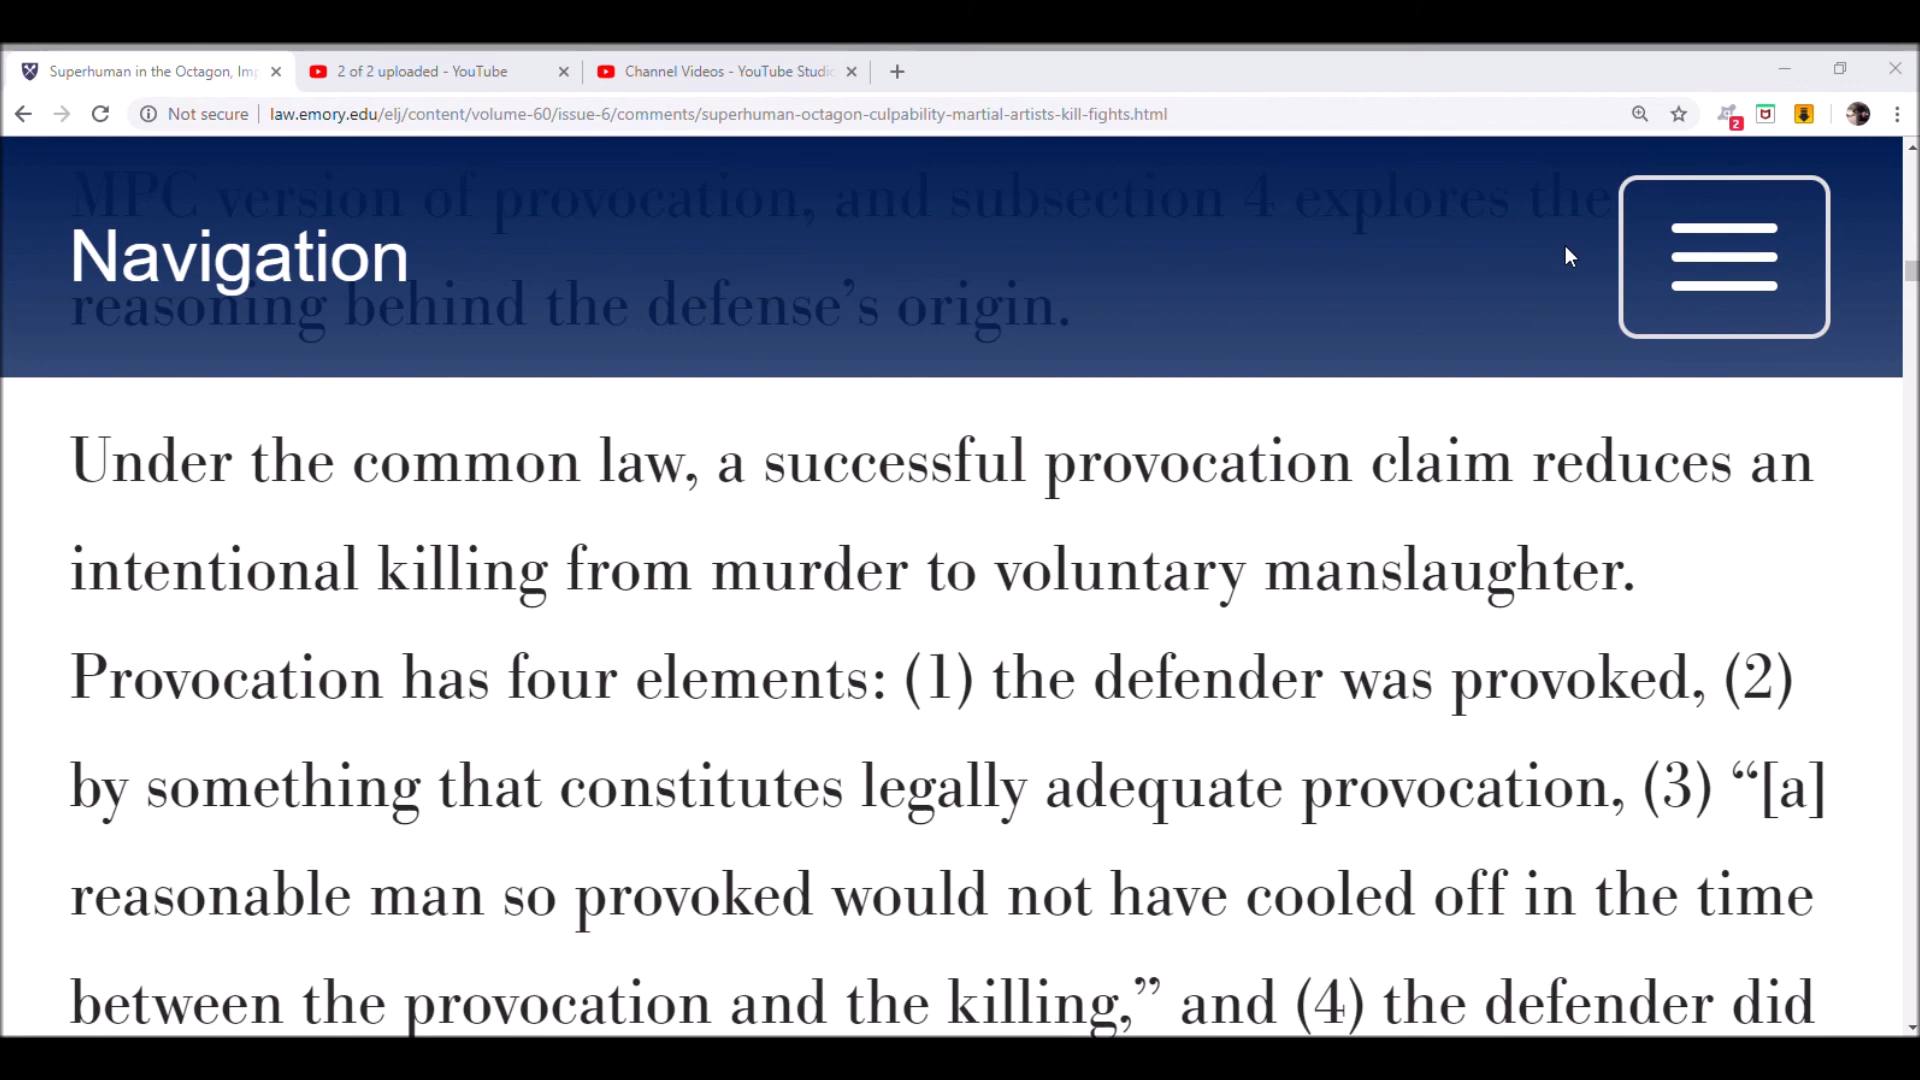 Superhuman in the Octagon, Imp
2 of 2 uploaded - YouTube
Channel Videos - YouTube Studio
Not secure
law.emory.edu/elj/content/volume-60/issue-6/comments/superhuman-octagon-culpability-martial-artists-kill-fights.html
2
MPC version of provocation, and subsection 4 explores the
Navigation
reasoning behind the defense’s origin.
Under the common law, a successful provocation claim reduces an
intentional killing from murder to voluntary manslaughter.
Provocation has four elements: (1) the defender was provoked, (2)
by something that constitutes legally adequate provocation, (3) “[a]
reasonable man so provoked would not have cooled off in the time
between the provocation and the killing,” and (4) the defender did